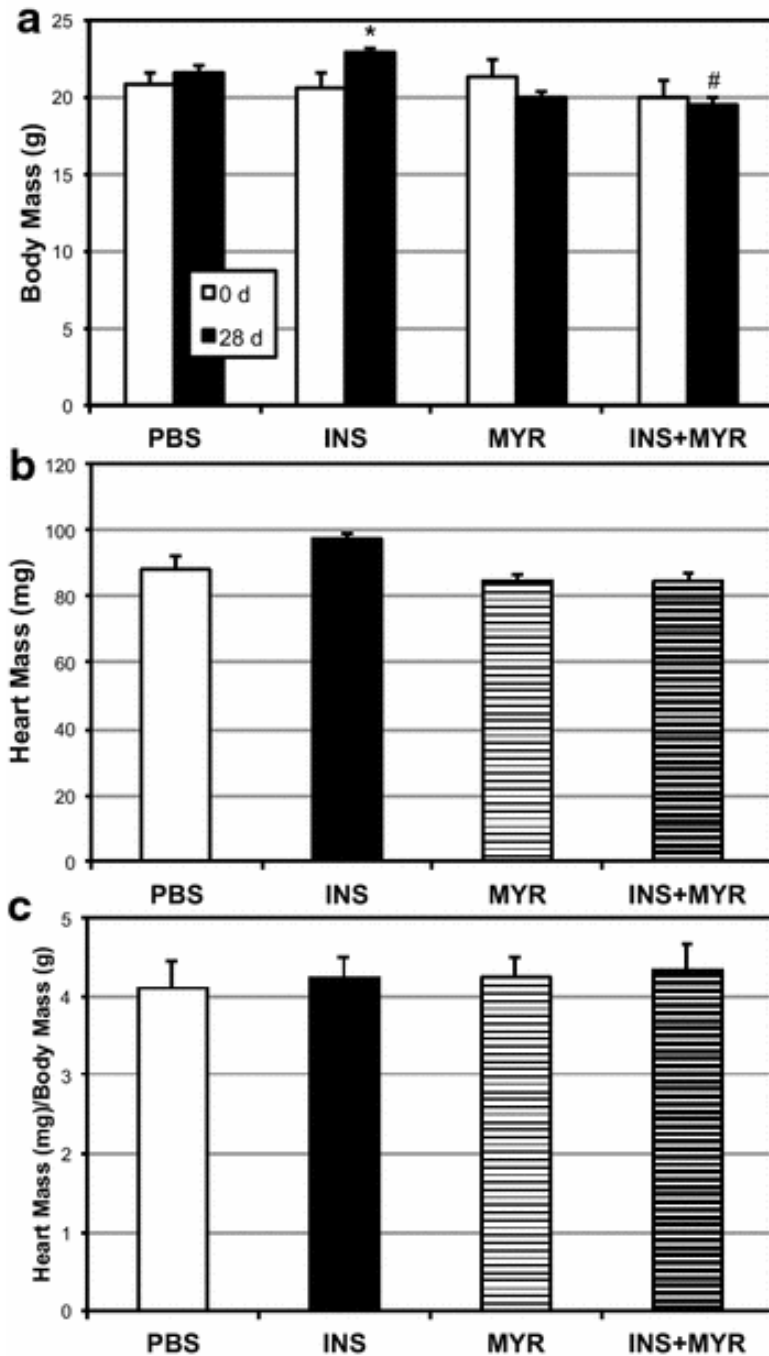 a
Body Mass (g)
25
20
15
10
5
0
*
#
0 d
28 d
PBS INS MYR INS+MYR
b
Heart Mass (mg)
120
100
80
60
40
20
0
PBS INS MYR INS+MYR
c
Heart Mass (mg)/Body Mass (g)
5
4
3
2
1
0
PBS INS MYR INS+MYR